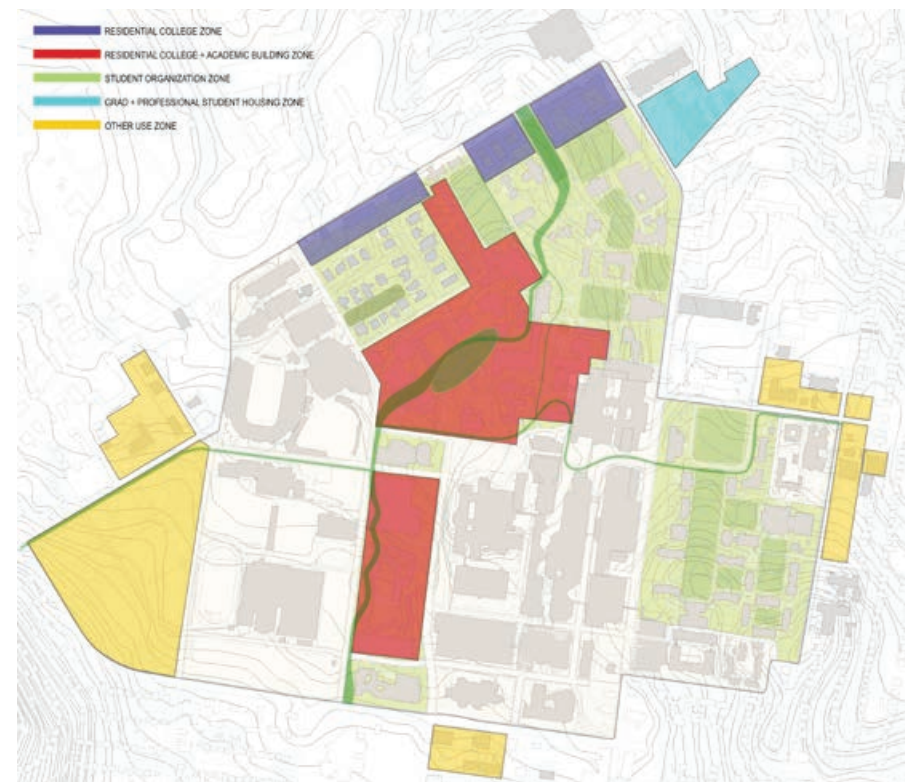 RESIDENTIAL COLLEGE ZONE
RESIDENTIAL COLLEGE + ACADEMIC BUILDING ZONE
STUDENT ORGANIZATION ZONE
GRAD + PROFESSIONAL STUDENT HOUSING ZONE
OTHER USE ZONE